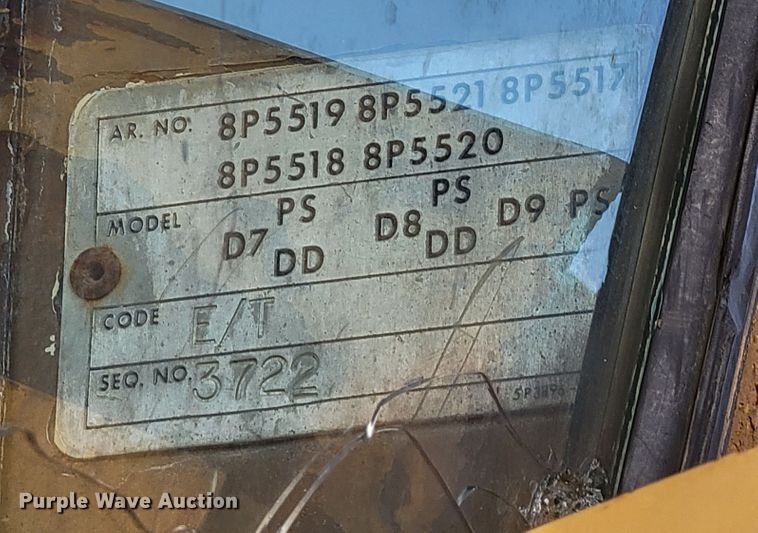 AR. NO. 8P5519 8P5521 8P5517
8P5518 8P5520
MODEL D7 PS DD D8 PS DD D9 PS
CODE E/T
SEQ. NO. 3722
Purple Wave Auction